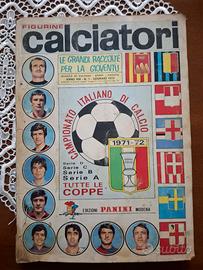 FIGURINE
calciatori
LE GRANDI RACCOLTE
PER LA GIOVENTÙ
CAMPIONATO ITALIANO DI CALCIO
1971-72
Serie D
Serie C
Serie B
Serie A
TUTTE LE
COPPE
EDIZIONI PANINI MODENA